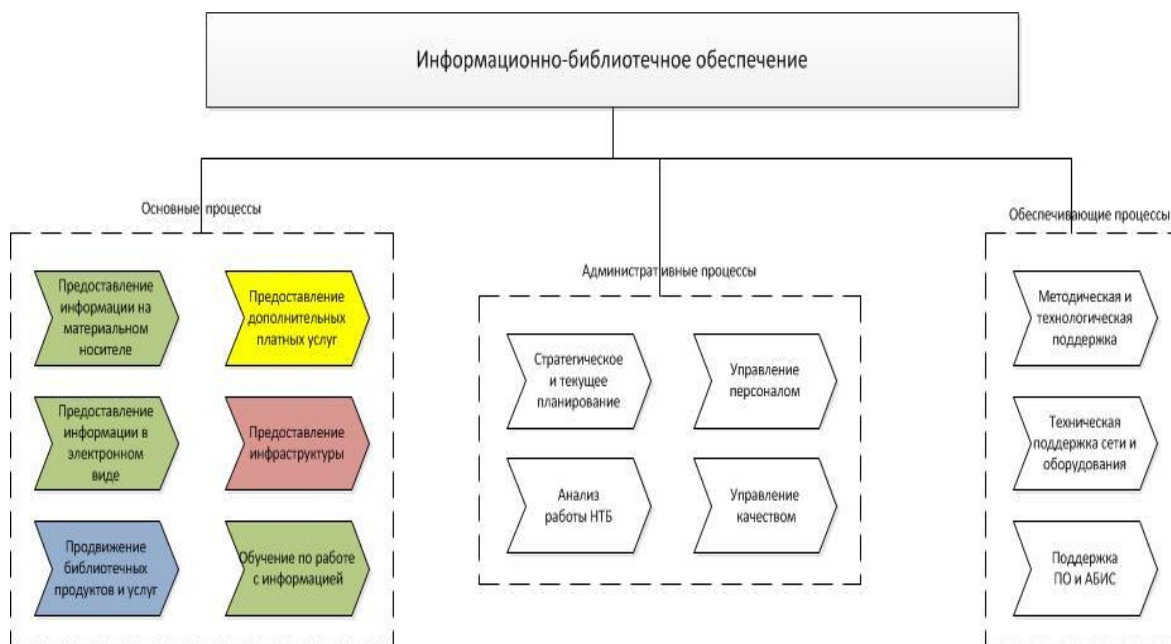 Информационно-библиотечное обеспечение
Основные процессы
Предоставление
информации на
материальном
носителе
Предоставление
дополнительных
платных услуг
Предоставление
информации в
электронном
виде
Предоставление
инфраструктуры
Продвижение
библиотечных
продуктов и услуг
Обучение по работе
с информацией
Административные процессы
Стратегическое
и текущее
планирование
Управление
персоналом
Анализ
работы НТБ
Управление
качеством
Обеспечивающие процессы
Методическая и
технологическая
поддержка
Техническая
поддержка сети и
оборудования
Поддержка
ПО и АБИС